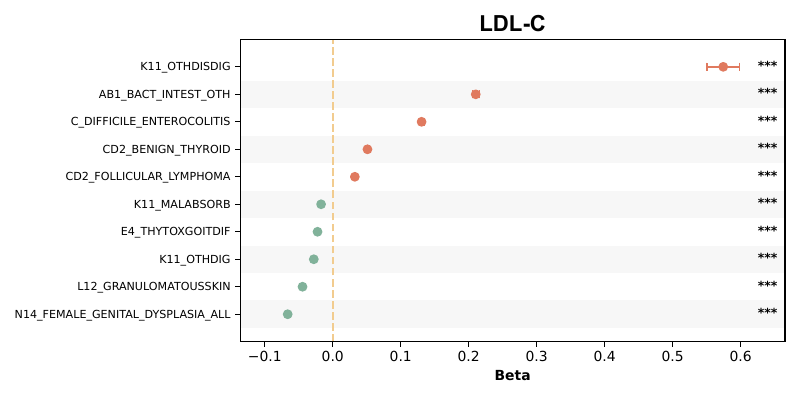 LDL-C
K11_OTHDISDIG ***
AB1_BACT_INTEST_OTH ***
C_DIFFICILE_ENTEROCOLITIS ***
CD2_BENIGN_THYROID ***
CD2_FOLLICULAR_LYMPHOMA ***
K11_MALABSORB ***
E4_THYTOXGOITDIF ***
K11_OTHDIG ***
L12_GRANULOMATOUSSKIN ***
N14_FEMALE_GENITAL_DYSPLASIA_ALL ***
−0.1 0.0 0.1 0.2 0.3 0.4 0.5 0.6
Beta